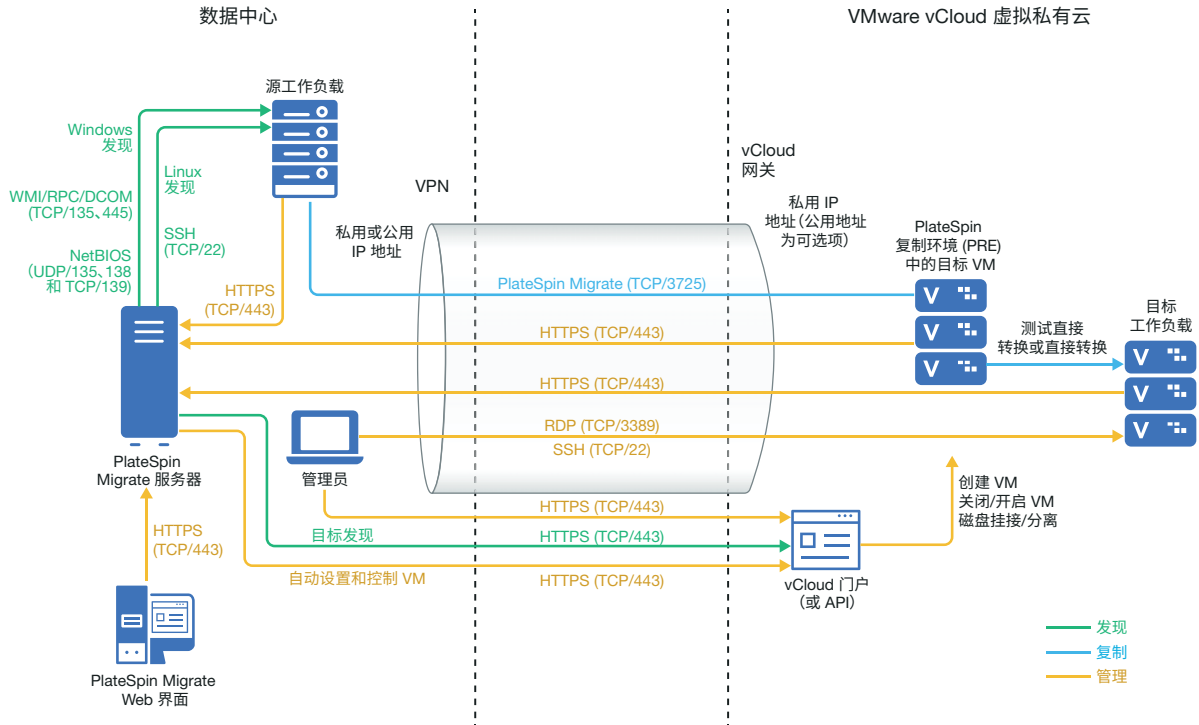 数据中心
VMware vCloud 虚拟私有云
源工作负载
Windows
发现
Linux
发现
WMI/RPC/DCOM
(TCP/135、445)
SSH
(TCP/22)
NetBIOS
(UDP/135、138
和 TCP/139)
HTTPS
(TCP/443)
VPN
私用或公用
IP 地址
vCloud
网关
私用 IP
地址(公用地址
为可选项)
PlateSpin
复制环境 (PRE)
中的目标 VM
PlateSpin Migrate (TCP/3725)
HTTPS (TCP/443)
测试直接
转换或直接转换
目标
工作负载
HTTPS (TCP/443)
RDP (TCP/3389)
SSH (TCP/22)
PlateSpin
Migrate 服务器
管理员
HTTPS (TCP/443)
目标发现
HTTPS (TCP/443)
自动设置和控制 VM
HTTPS (TCP/443)
创建 VM
关闭/开启 VM
磁盘挂接/分离
vCloud 门户
(或 API)
HTTPS
(TCP/443)
PlateSpin Migrate
Web 界面
发现
复制
管理
V
V
V
V
V
V